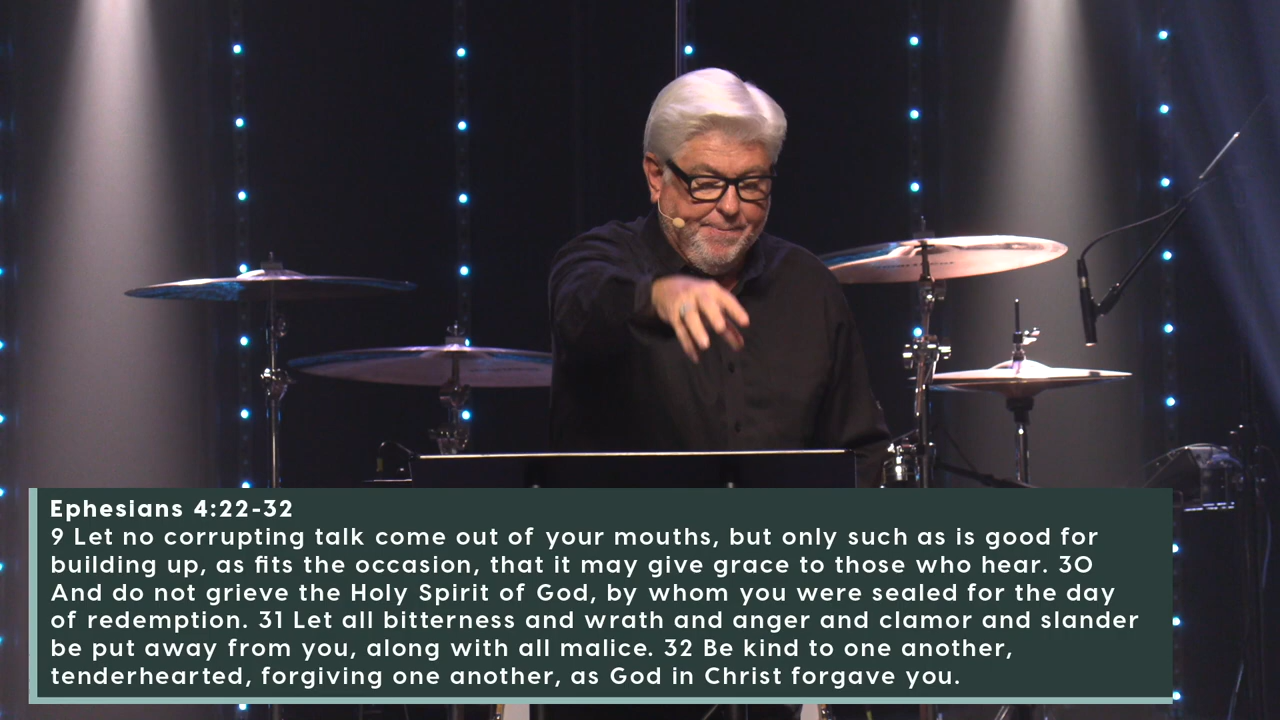 Ephesians 4:22-32
9 Let no corrupting talk come out of your mouths, but only such as is good for
building up, as fits the occasion, that it may give grace to those who hear. 30
And do not grieve the Holy Spirit of God, by whom you were sealed for the day
of redemption. 31 Let all bitterness and wrath and anger and clamor and slander
be put away from you, along with all malice. 32 Be kind to one another,
tenderhearted, forgiving one another, as God in Christ forgave you.